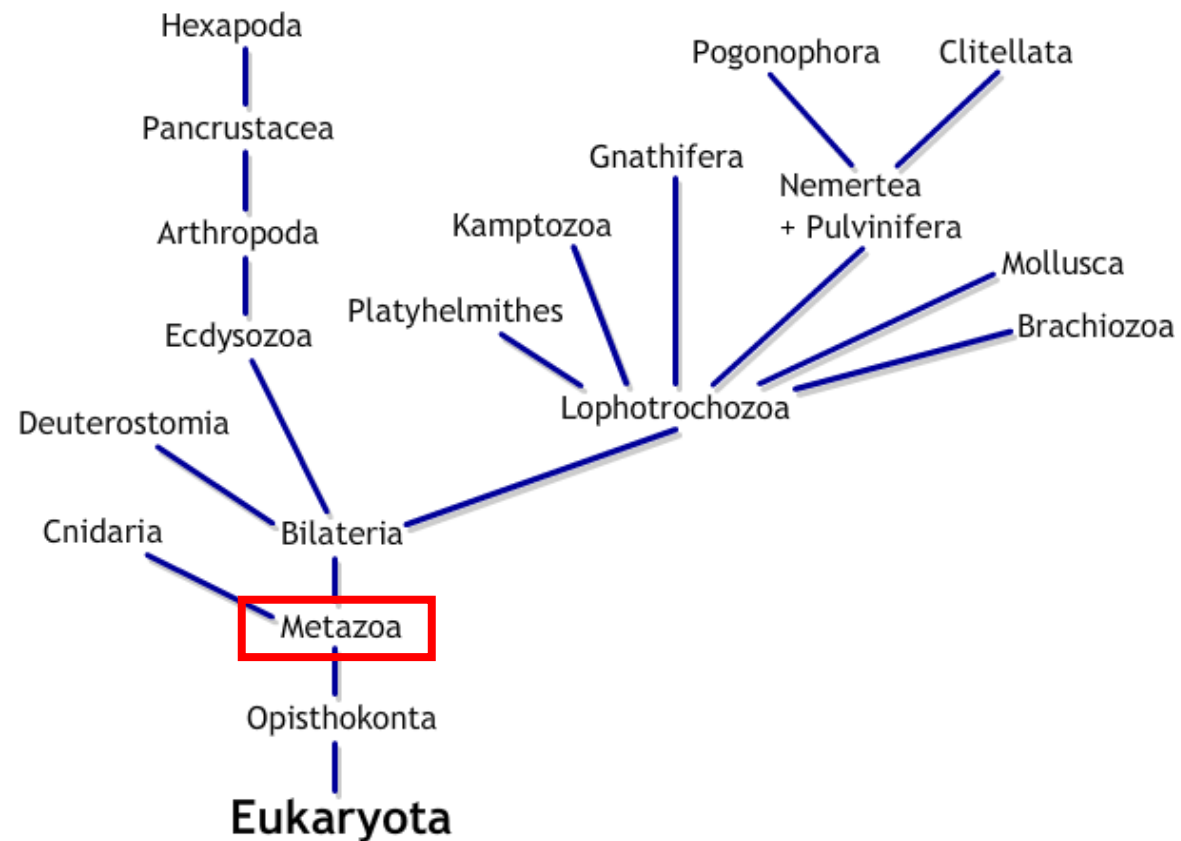 Hexapoda
Pogonophora
Clitellata
Pancrustacea
Gnathifera
Nemertea
+ Pulvinifera
Kamptozoa
Arthropoda
Mollusca
Platyhelmithes
Brachiozoa
Ecdysozoa
Lophotrochozoa
Deuterostomia
Cnidaria
Bilateria
Metazoa
Opisthokonta
Eukaryota